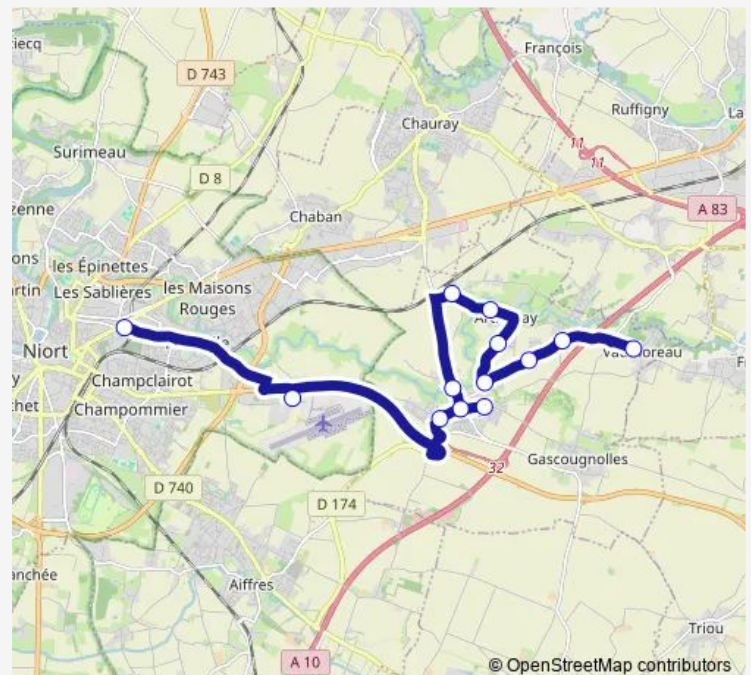 François
D 743
Ruffigny
Chauray
11
11
Surimeau
D 8
A 83
Chaban
les Épinettes
les Maisons
Les Sablières
Rouges
Niort
Champclairot
Champommier
Gascougnolles
32
D 740
D 174
Aiffres
Triou
A 10
© OpenStreetMap contributors